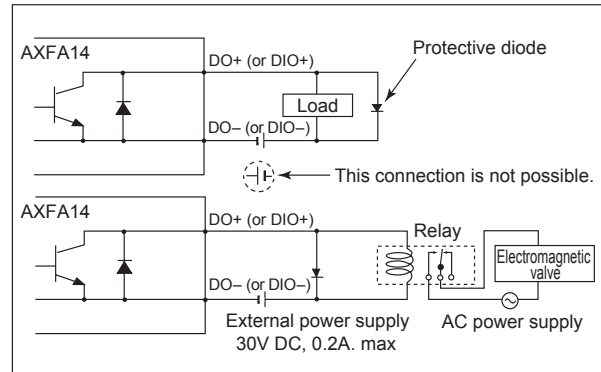 AXFA14
DO+ (or DIO+)
Protective diode
Load
DO– (or DIO–)
This connection is not possible.
AXFA14
DO+ (or DIO+)
Relay
Electromagnetic
valve
DO– (or DIO–)
External power supply
30V DC, 0.2A. max
AC power supply